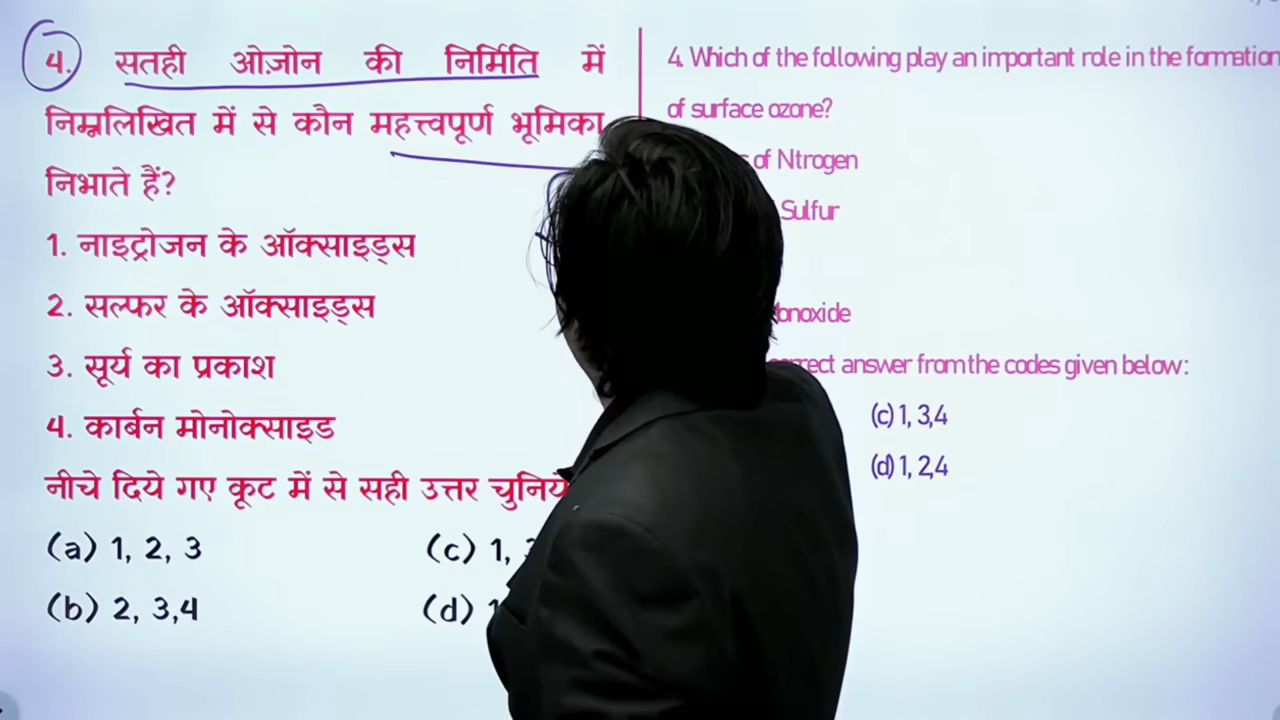 4. सतही ओज़ोन की निर्मिति में
निम्नलिखित में से कौन महत्त्वपूर्ण भूमिका
निभाते हैं?
1. नाइट्रोजन के ऑक्साइड्स
2. सल्फर के ऑक्साइड्स
3. सूर्य का प्रकाश
4. कार्बन मोनोक्साइड
नीचे दिये गए कूट में से सही उत्तर चुनिये
(a) 1, 2, 3
(c) 1,
(b) 2, 3,4
(d)
4. Which of the following play an important role in the formation
of surface ozone?
of Ntrogen
Sulfur
answer from the codes given below:
(c) 1, 3,4
(d) 1, 2,4